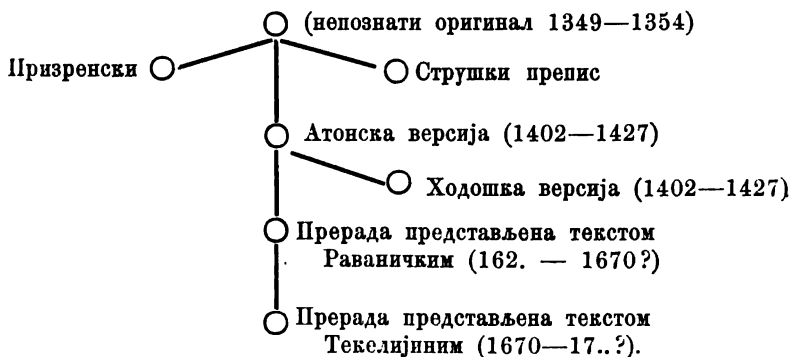 (непознати оригинал 1349—1354)
Призренски
Струшки препис
Атонска версија (1402—1427)
Ходошка версија (1402—1427)
Прерада представљена текстом
Раваничким (162. — 1670?)
Прерада представљена текстом
Текелијиним (1670—17..?).